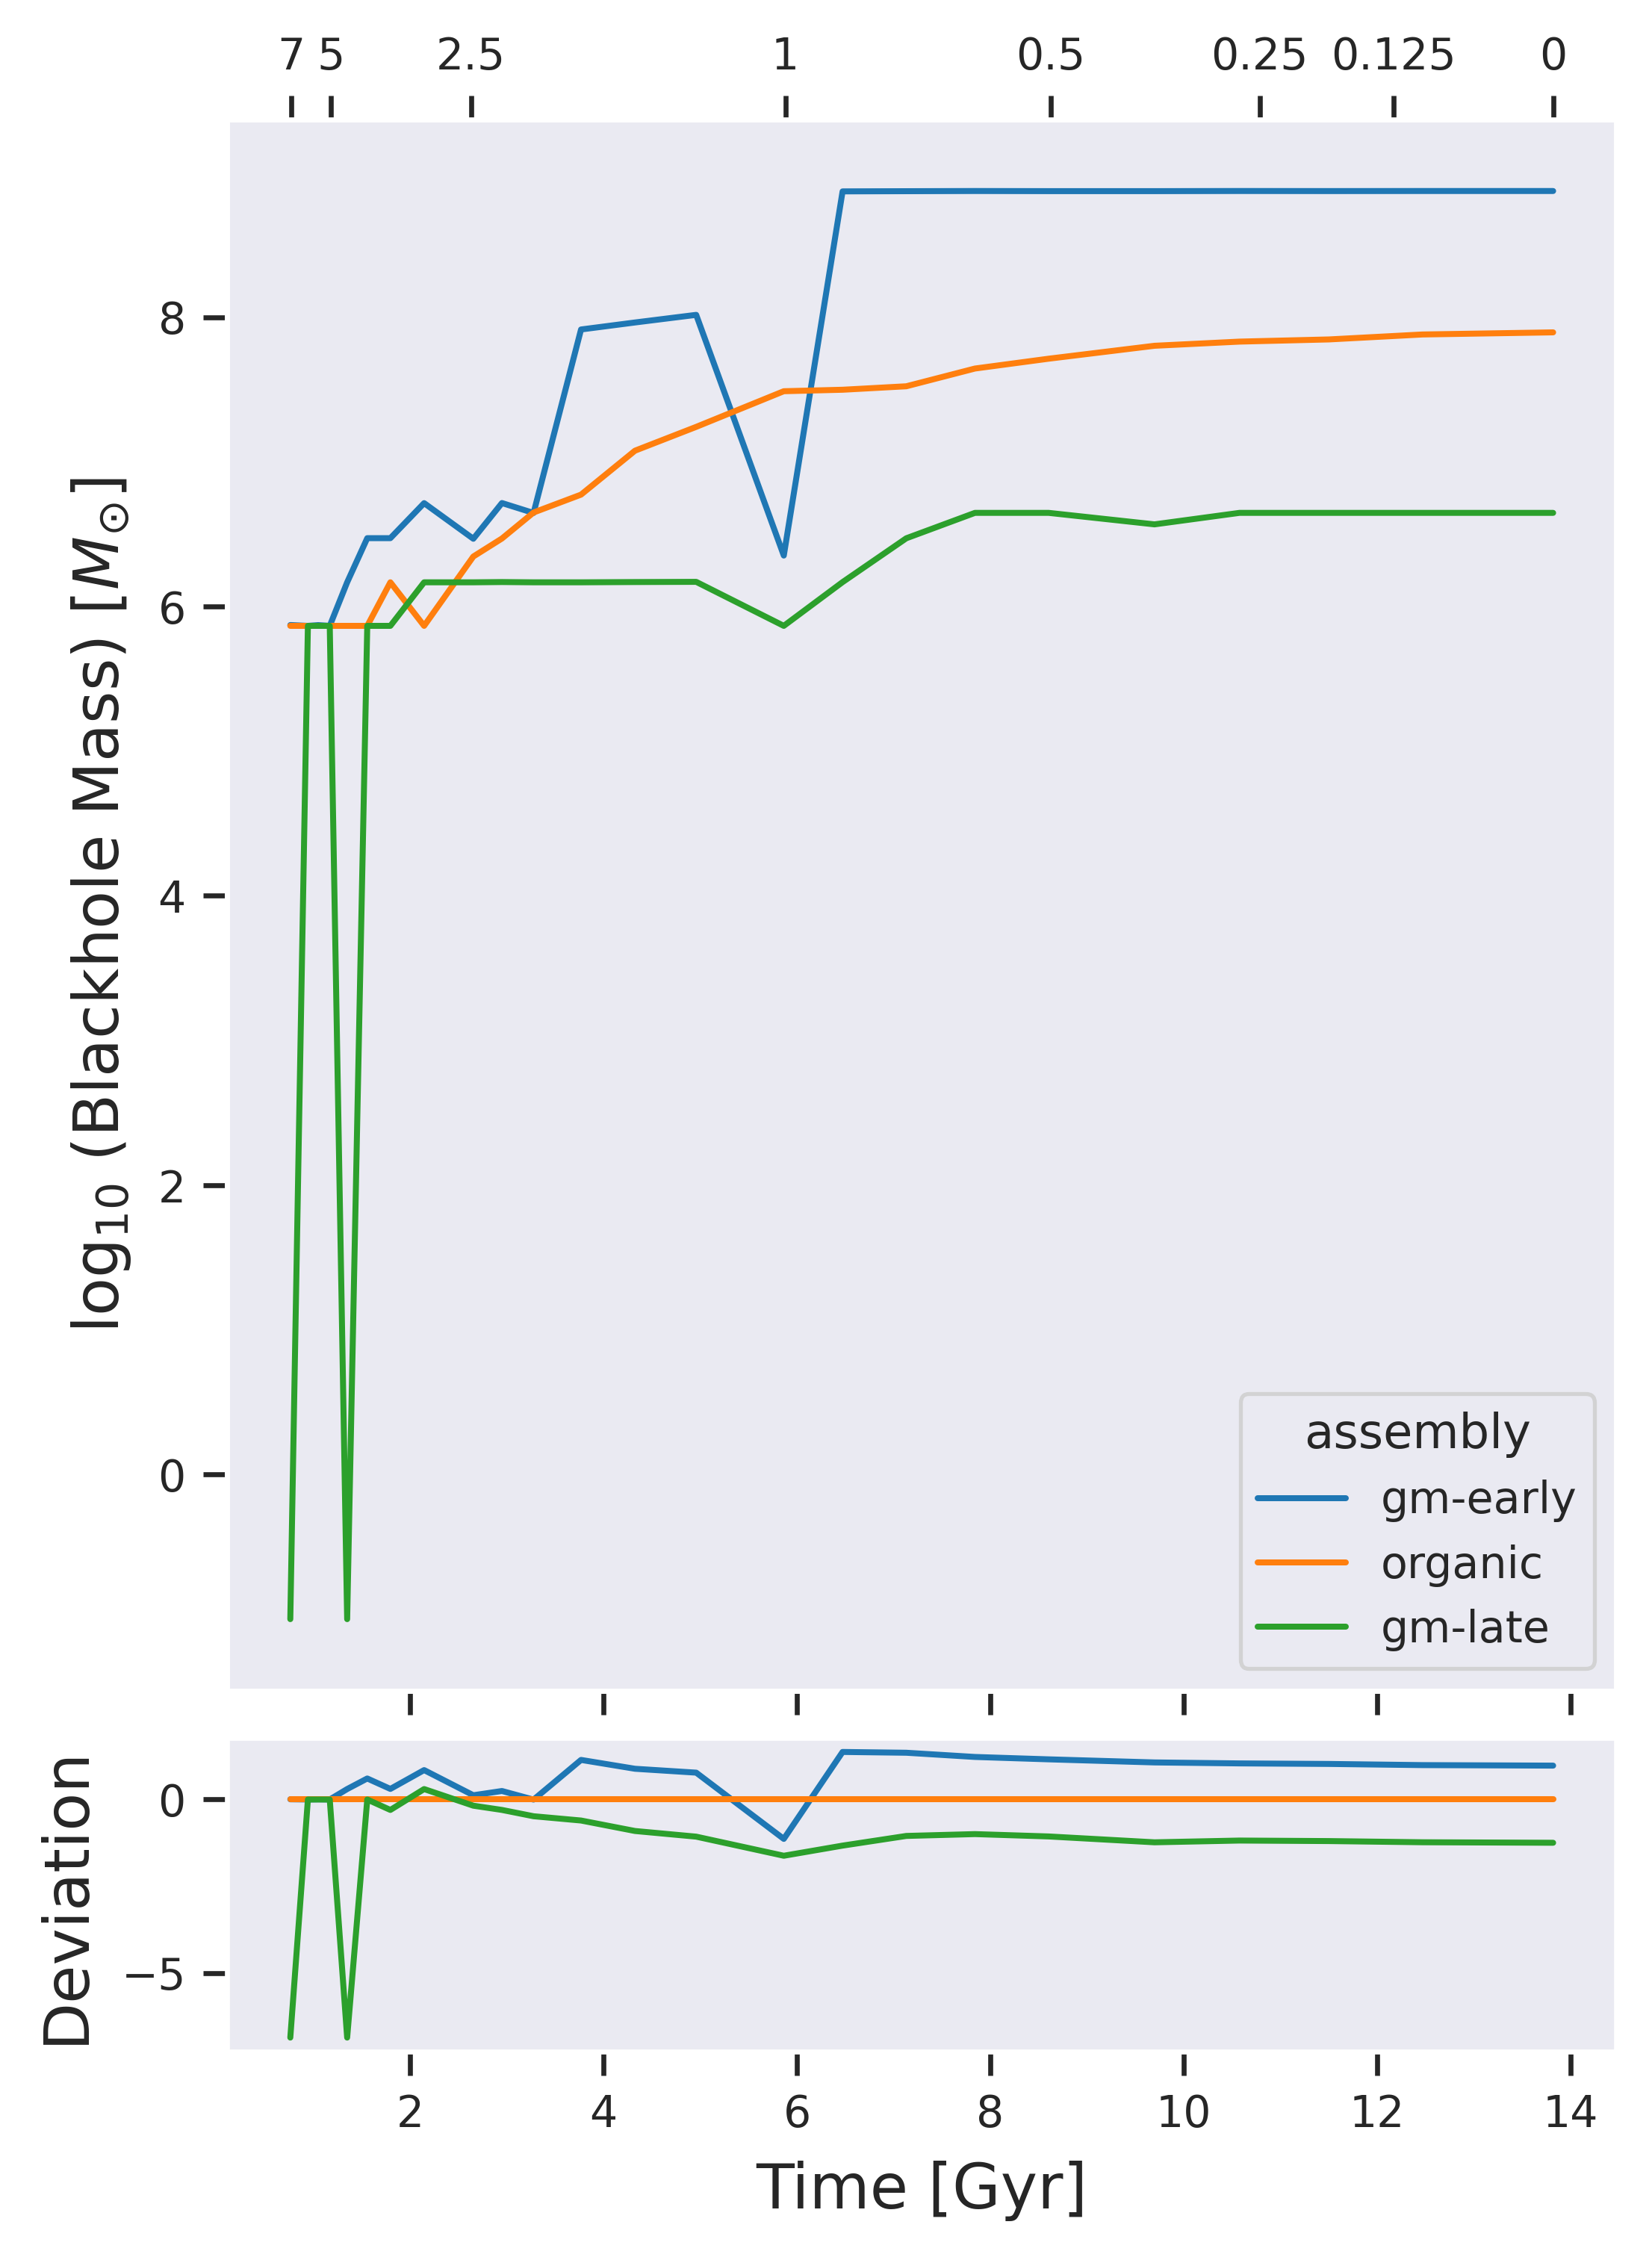 7 5 2.5 1 0.5 0.25 0.125 0
log₁₀ (Blackhole Mass) [M⊙]
8
6
4
2
0
assembly
gm-early
organic
gm-late
Deviation
0
−5
2 4 6 8 10 12 14
Time [Gyr]